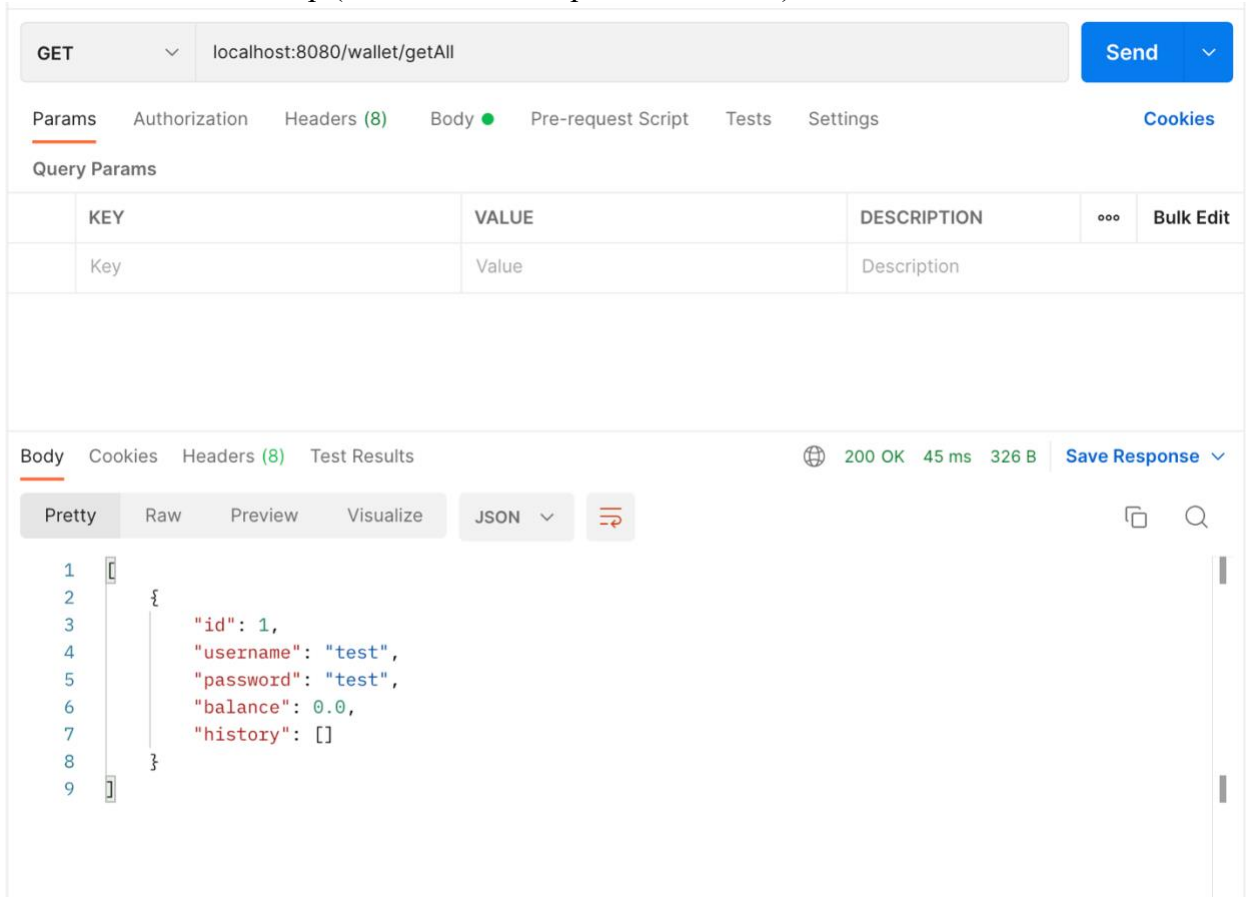 GET localhost:8080/wallet/getAll Send
Params Authorization Headers (8) Body Pre-request Script Tests Settings Cookies
Query Params
KEY VALUE DESCRIPTION ooo Bulk Edit
Key Value Description
Body Cookies Headers (8) Test Results 200 OK 45 ms 326 B Save Response
Pretty Raw Preview Visualize JSON
1 [
2 {
3 "id": 1,
4 "username": "test",
5 "password": "test",
6 "balance": 0.0,
7 "history": []
8 }
9 ]